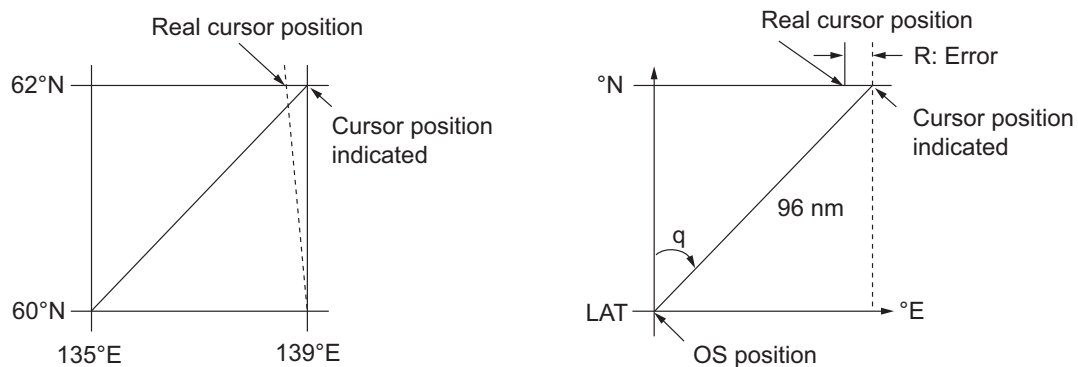 Real cursor position
62°N
Cursor position
indicated
60°N
135°E
139°E
Real cursor position
R: Error
°N
Cursor position
indicated
96 nm
q
LAT
°E
OS position